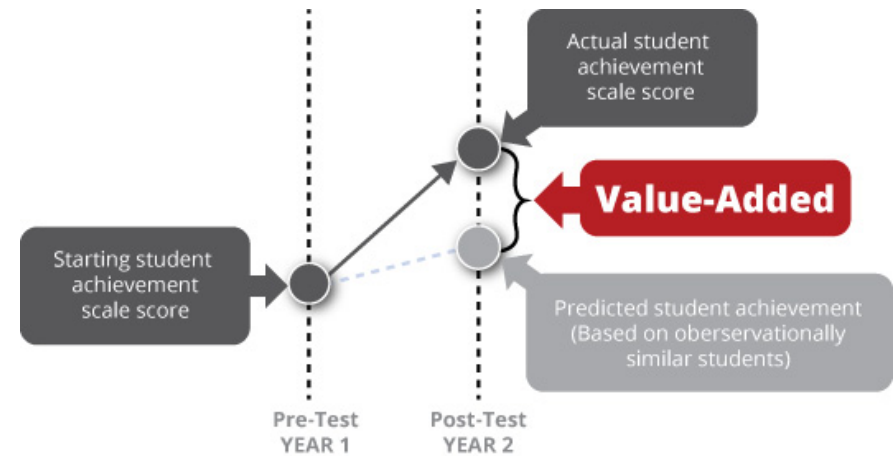 Actual student
achievement
scale score
Value-Added
Starting student
achievement
scale score
Predicted student achievement
(Based on oberservationally
similar students)
Pre-Test
YEAR 1
Post-Test
YEAR 2